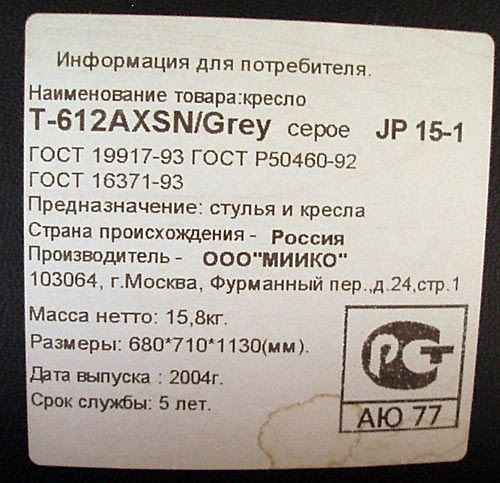 Информация для потребителя.
Наименование товара:кресло
T-612AXSN/Grey серое JP 15-1
ГОСТ 19917-93 ГОСТ Р50460-92
ГОСТ 16371-93
Предназначение: стулья и кресла
Страна происхождения - Россия
Производитель - ООО"МИИКО"
103064, г.Москва, Фурманный пер.,д.24,стр.1
Масса нетто: 15,8кг.
Размеры: 680*710*1130(мм).
Дата выпуска : 2004г.
Срок службы: 5 лет.
РСТ
АЮ 77